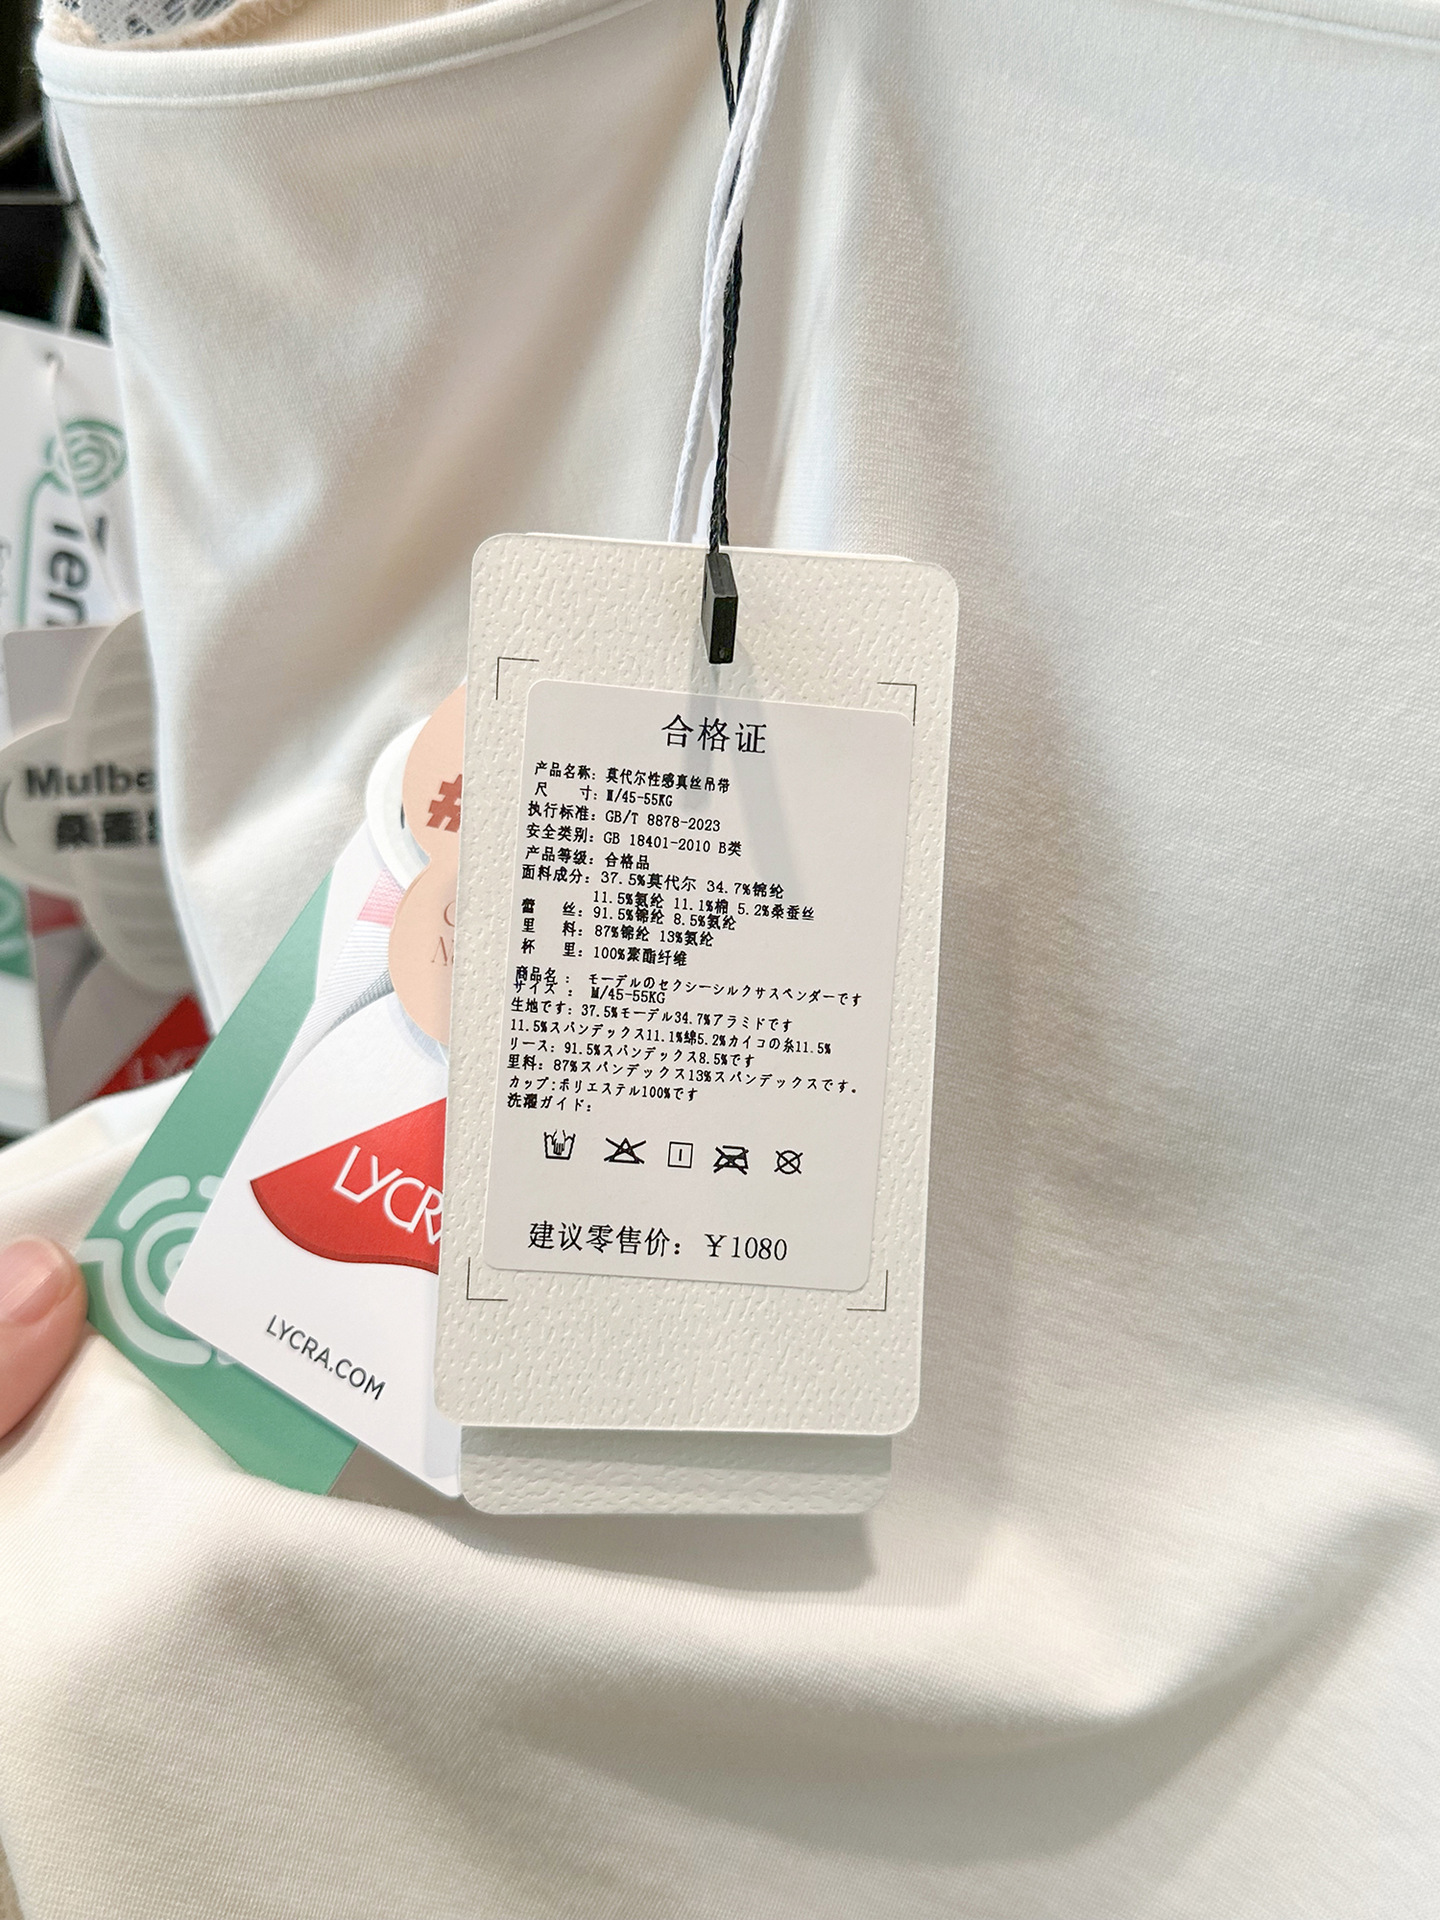 合格证
产品名称: 莫代尔性感真丝吊带
尺 寸: M/45-55KG
执行标准: GB/T 8878-2023
安全类别: GB 18401-2010 B类
产品等级: 合格品
面料成分: 37.5%莫代尔 34.7%锦纶
11.5%氨纶 11.1%棉 5.2%桑蚕丝
蕾 丝: 91.5%锦纶 8.5%氨纶
里 料: 87%锦纶 13%氨纶
杯 里: 100%聚酯纤维
商品名: モーデルのセクシーシルクサスペンダーです
サイズ: M/45-55KG
生地です: 37.5%モーデル34.7%アラミドです
11.5%スパンデックス11.1%綿5.2%カイコの糸11.5%
リース: 91.5%スパンデックス8.5%です
里料: 87%スパンデックス13%スパンデックスです。
カップ:ポリエステル100%です
洗濯ガイド:
建议零售价: ￥1080
LYCRA
LYCRA.COM
Ten
Mulbe
桑蚕